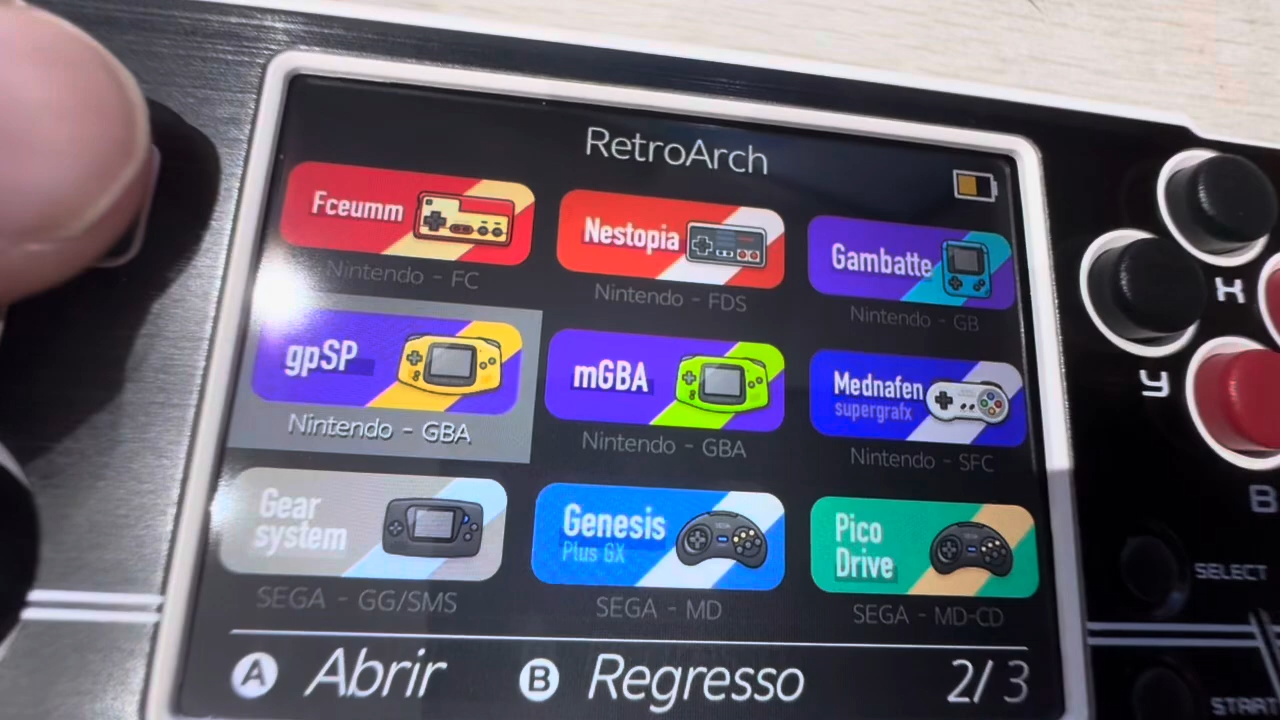 RetroArch
Fceumm
Nintendo - FC
Nestopia
Nintendo - FDS
Gambatte
Nintendo - GB
gpSP
Nintendo - GBA
mGBA
Nintendo - GBA
Mednafen
supergrafx
Nintendo - SFC
Gear
system
SEGA - GG/SMS
Genesis
Plus GX
SEGA - MD
Pico
Drive
SEGA - MD-CD
A Abrir
B Regresso
2/3
X
Y
B
SELECT
START